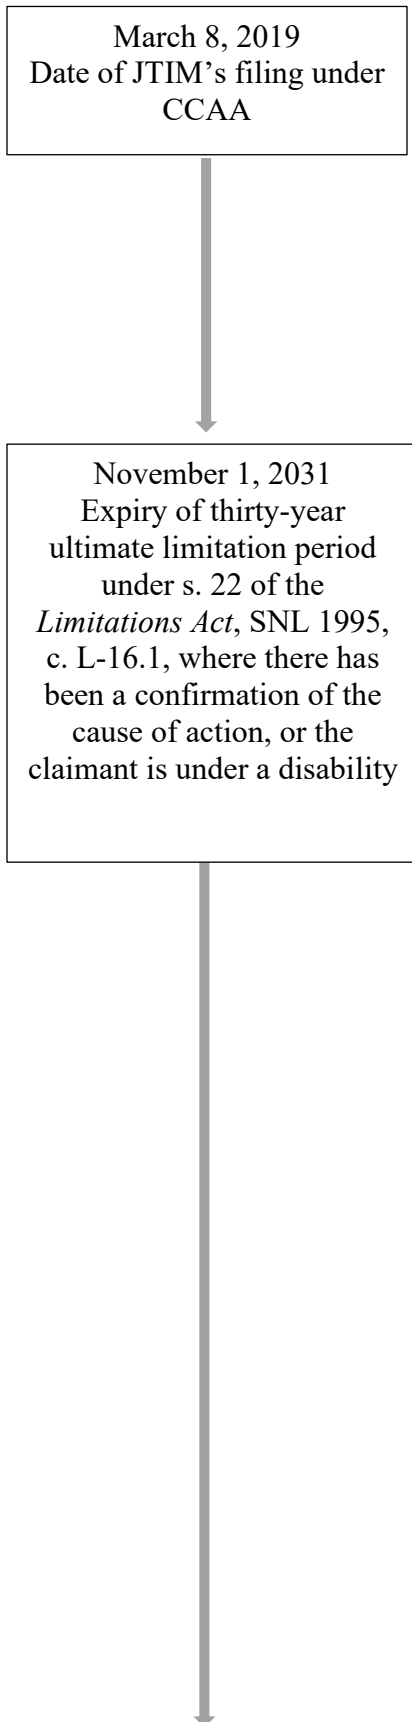 March 8, 2019
Date of JTIM’s filing under
CCAA
November 1, 2031
Expiry of thirty-year
ultimate limitation period
under s. 22 of the
Limitations Act, SNL 1995,
c. L-16.1, where there has
been a confirmation of the
cause of action, or the
claimant is under a disability